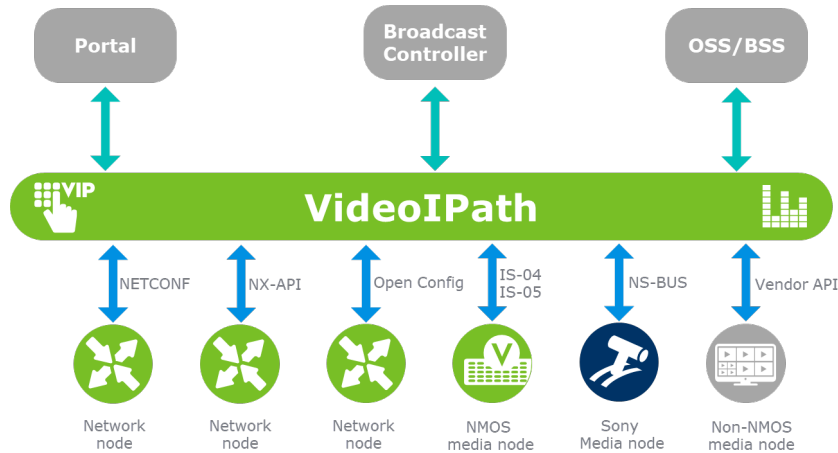 Portal
Broadcast
Controller
OSS/BSS
VIP
VideoIPath
NETCONF
NX-API
Open Config
IS-04
IS-05
NS-BUS
Vendor API
V
Network
node
Network
node
Network
node
NMOS
media node
Sony
Media node
Non-NMOS
media node